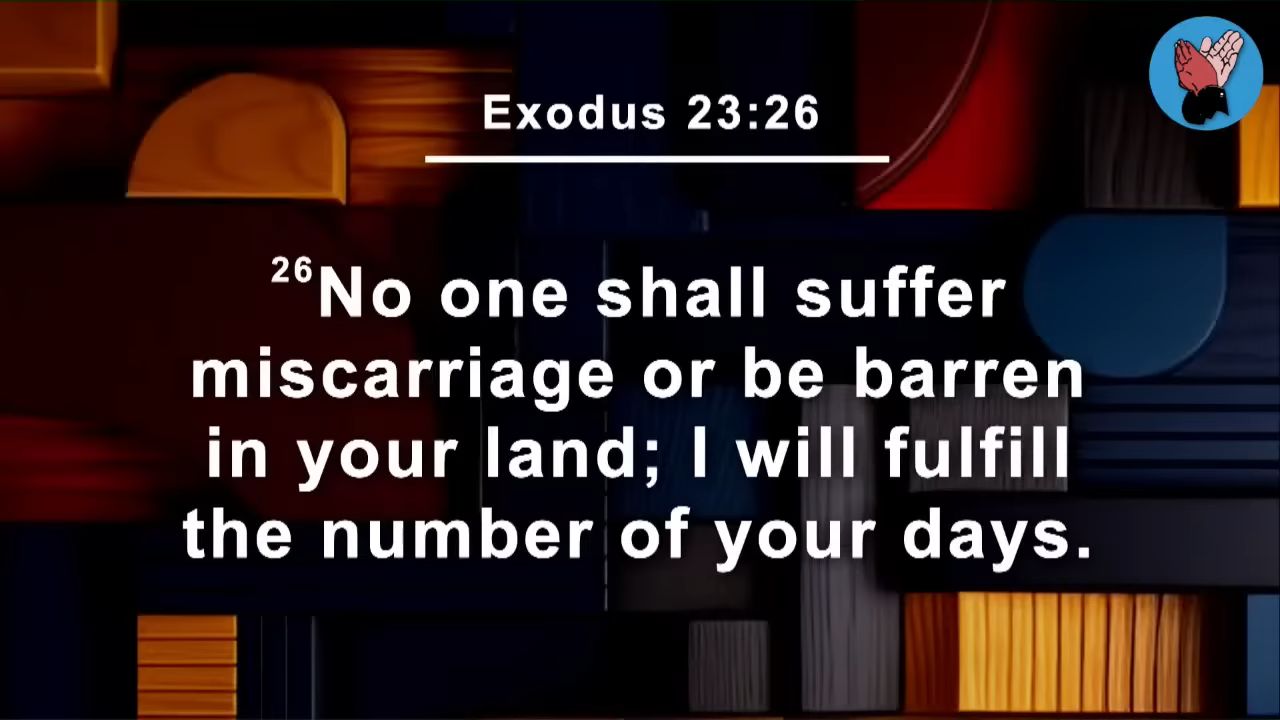 Exodus 23:26
26No one shall suffer
miscarriage or be barren
in your land; I will fulfill
the number of your days.